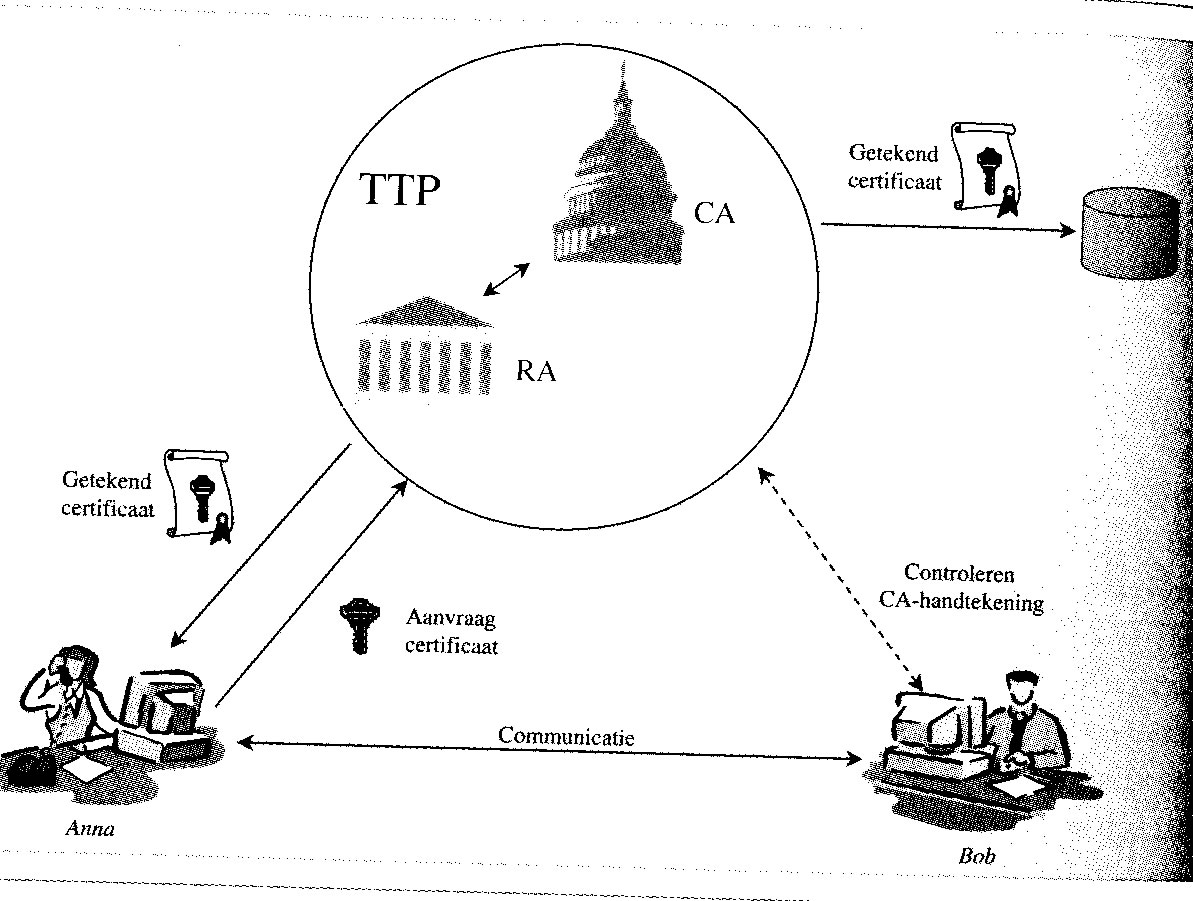 Getekend
certificaat
TTP
CA
RA
Getekend
certificaat
Controleren
CA-handtekening
Aanvraag
certificaat
Communicatie
Anna
Bob